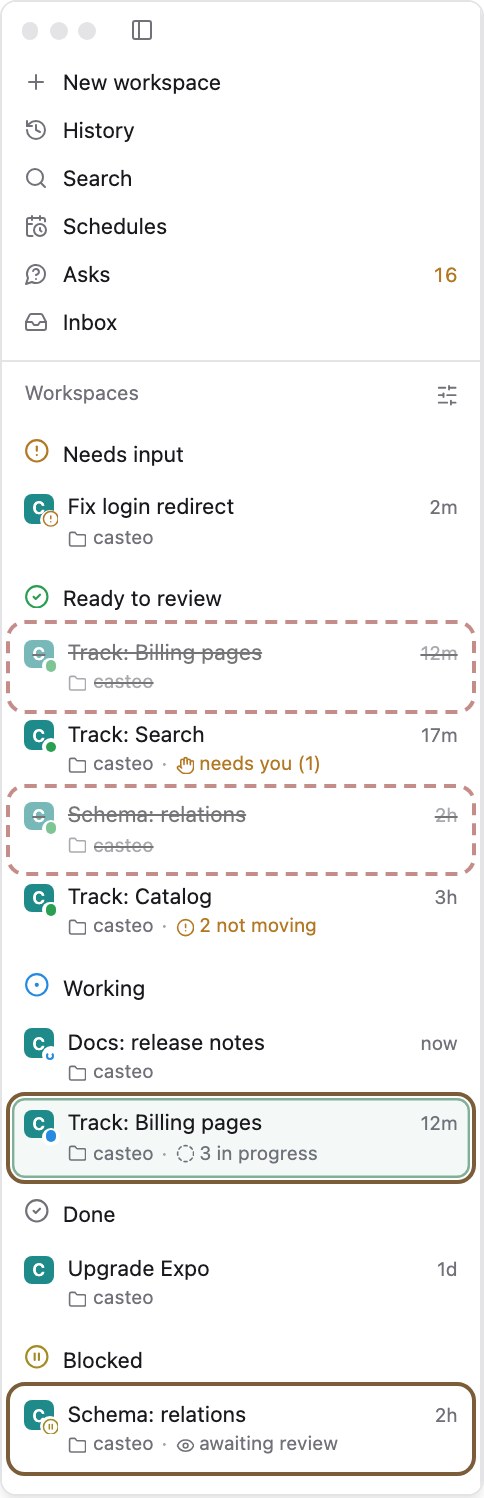 New workspace
History
Search
Schedules
Asks 16
Inbox
Workspaces
Needs input
C Fix login redirect 2m
casteo
Ready to review
C Track: Billing pages 12m
casteo
C Track: Search 17m
casteo · needs you (1)
C Schema: relations 2h
casteo
C Track: Catalog 3h
casteo · 2 not moving
Working
C Docs: release notes now
casteo
C Track: Billing pages 12m
casteo · 3 in progress
Done
C Upgrade Expo 1d
casteo
Blocked
C Schema: relations 2h
casteo · awaiting review